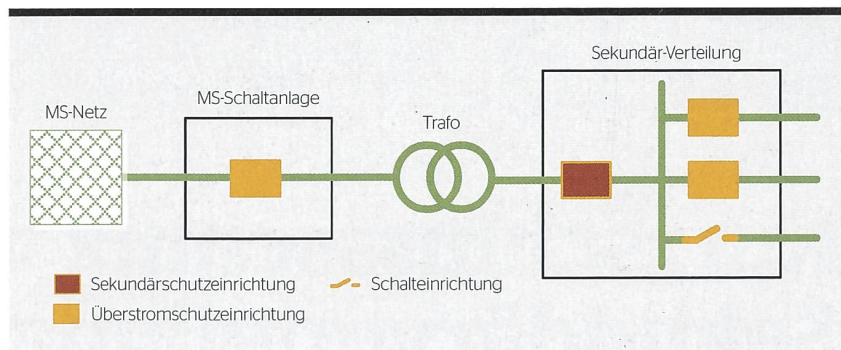 Sekundär-Verteilung
MS-Netz
MS-Schaltanlage
Trafo
Sekundärschutzeinrichtung
Schalteinrichtung
Überstromschutzeinrichtung